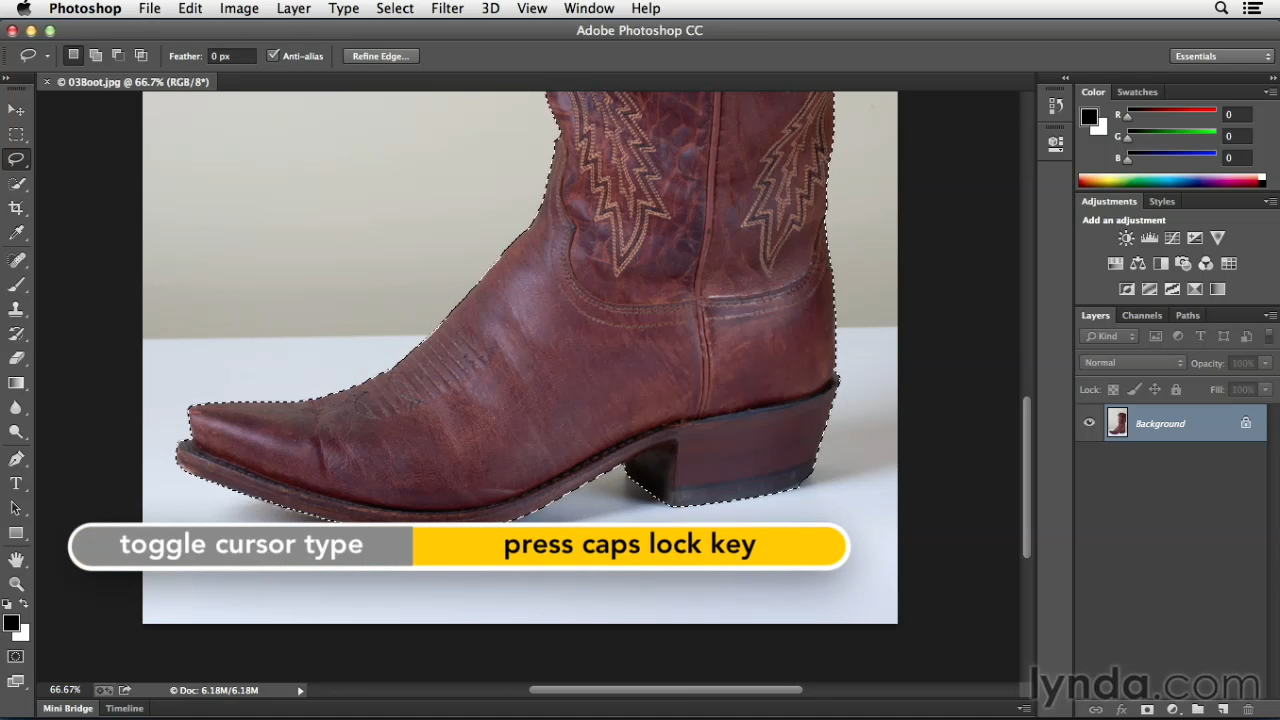 Photoshop File Edit Image Layer Type Select Filter 3D View Window Help
Adobe Photoshop CC
Feather: 0 px Anti-alias Refine Edge... Essentials
× © 03Boot.jpg @ 66.7% (RGB/8*)
Color Swatches
R 0
G 0
B 0
Adjustments Styles
Add an adjustment
Layers Channels Paths
Kind
Normal Opacity: 100%
Lock: Fill: 100%
Background
toggle cursor type press caps lock key
66.67% © Doc: 6.18M/6.18M
lynda.com
Mini Bridge Timeline